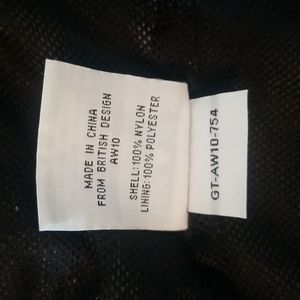 MADE IN CHINA
FROM BRITISH DESIGN
AW10
SHELL:100% NYLON
LINING:100% POLYESTER
GT-AW10-754